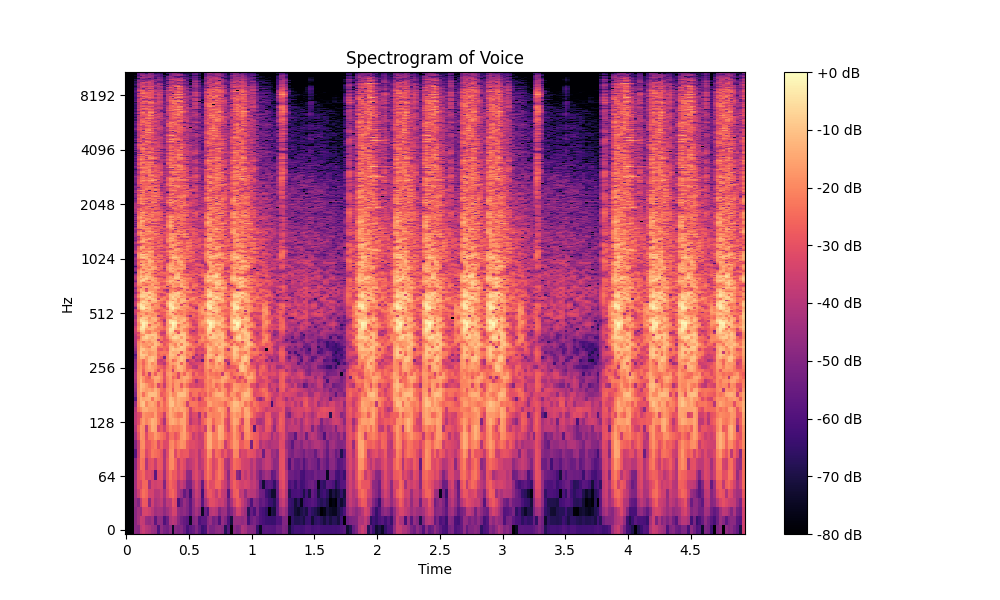 Spectrogram of Voice
Hz
8192
4096
2048
1024
512
256
128
64
0
0 0.5 1 1.5 2 2.5 3 3.5 4 4.5
Time
+0 dB
-10 dB
-20 dB
-30 dB
-40 dB
-50 dB
-60 dB
-70 dB
-80 dB